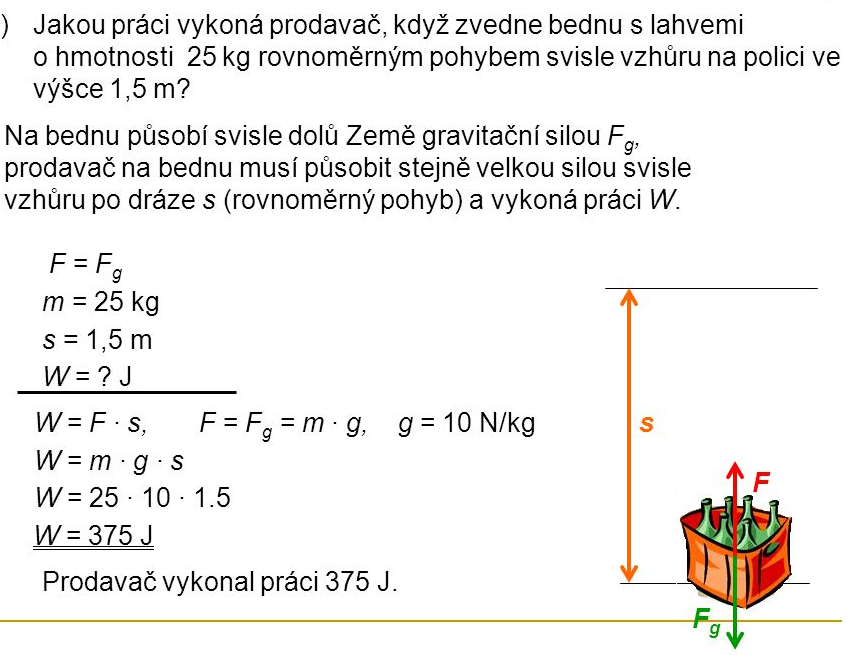 ) Jakou práci vykoná prodavač, když zvedne bednu s lahvemi
o hmotnosti 25 kg rovnoměrným pohybem svisle vzhůru na polici ve
výšce 1,5 m?
Na bednu působí svisle dolů Země gravitační silou Fg,
prodavač na bednu musí působit stejně velkou silou svisle
vzhůru po dráze s (rovnoměrný pohyb) a vykoná práci W.
F = Fg
m = 25 kg
s = 1,5 m
W = ? J
W = F · s, F = Fg = m · g, g = 10 N/kg
W = m · g · s
W = 25 · 10 · 1.5
W = 375 J
Prodavač vykonal práci 375 J.
s
F
Fg